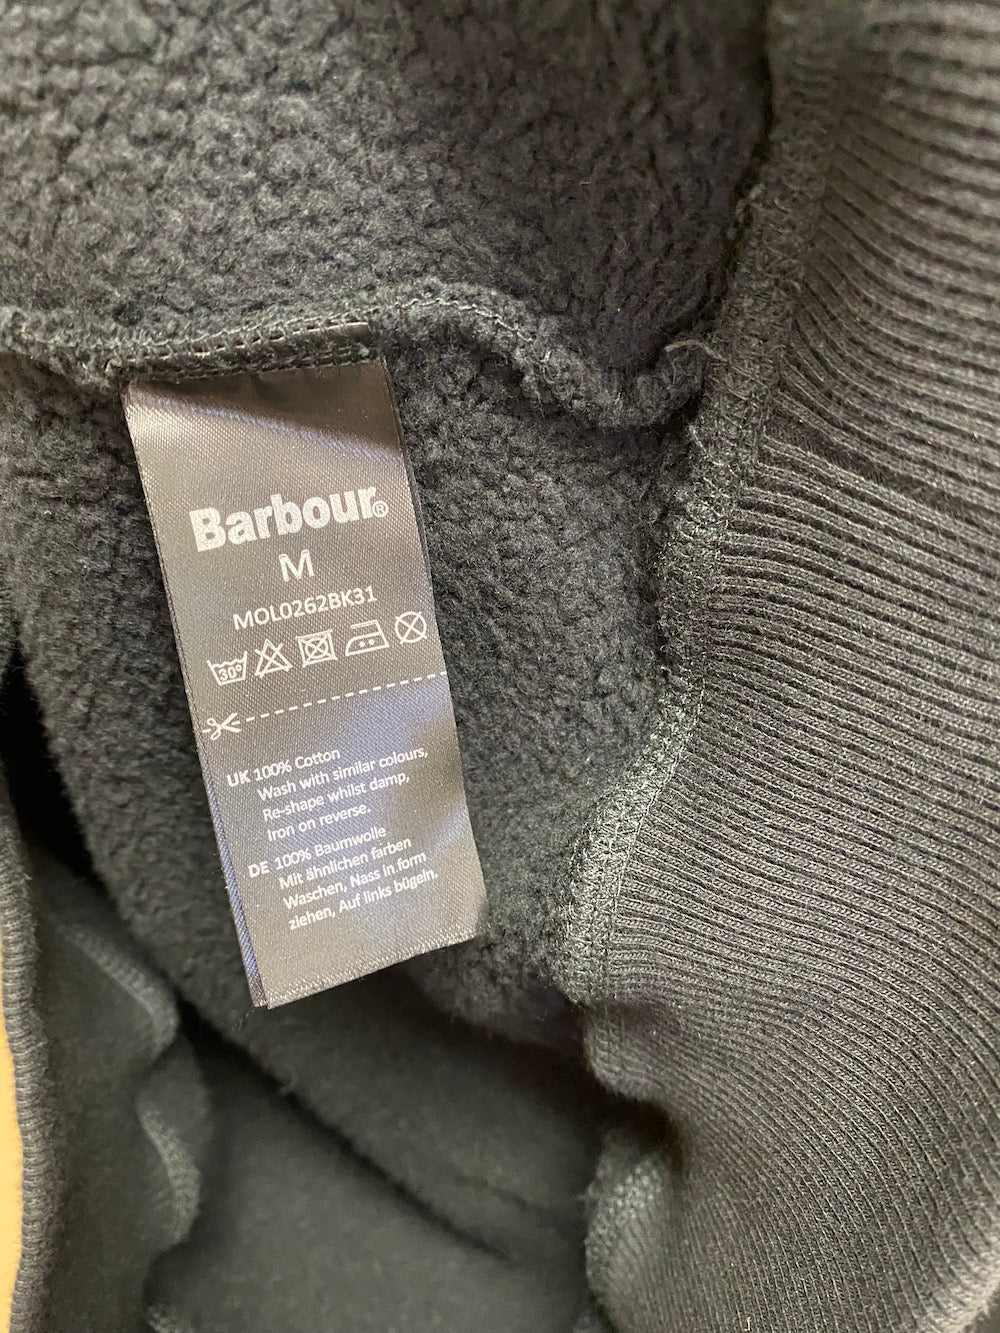 Barbour®
M
MOL0262BK31
30°
UK 100% Cotton
Wash with similar colours,
Re-shape whilst damp,
Iron on reverse.
DE 100% Baumwolle
Mit ähnlichen farben
Waschen, Nass in form
ziehen, Auf links bügeln.